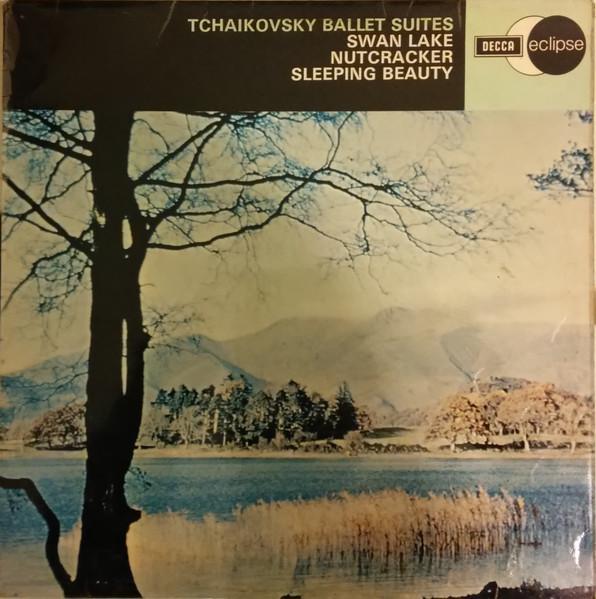 TCHAIKOVSKY BALLET SUITES
SWAN LAKE
NUTCRACKER
SLEEPING BEAUTY
DECCA eclipse